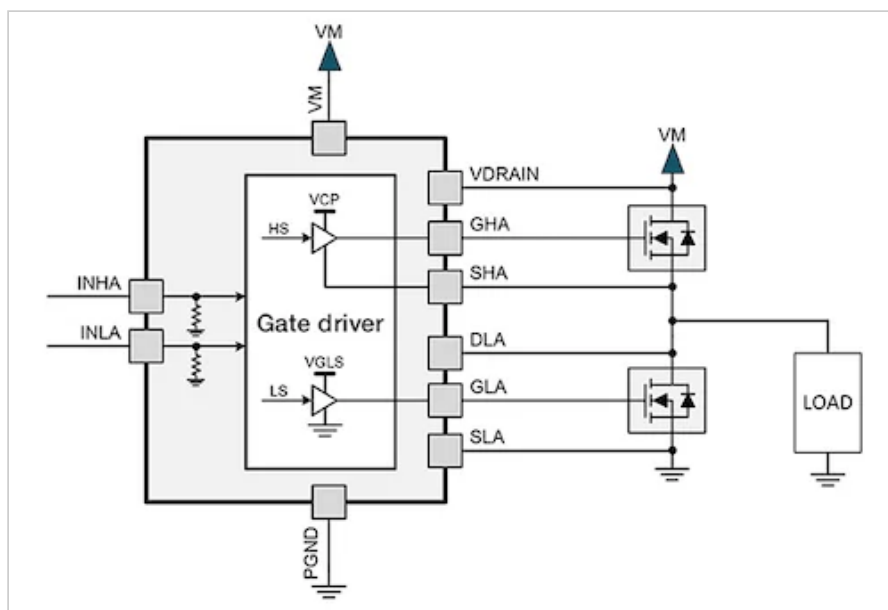 VM
VM
VM
VDRAIN
VCP
HS
GHA
SHA
INHA
Gate driver
INLA
DLA
VGLS
LS
GLA
LOAD
SLA
PGND